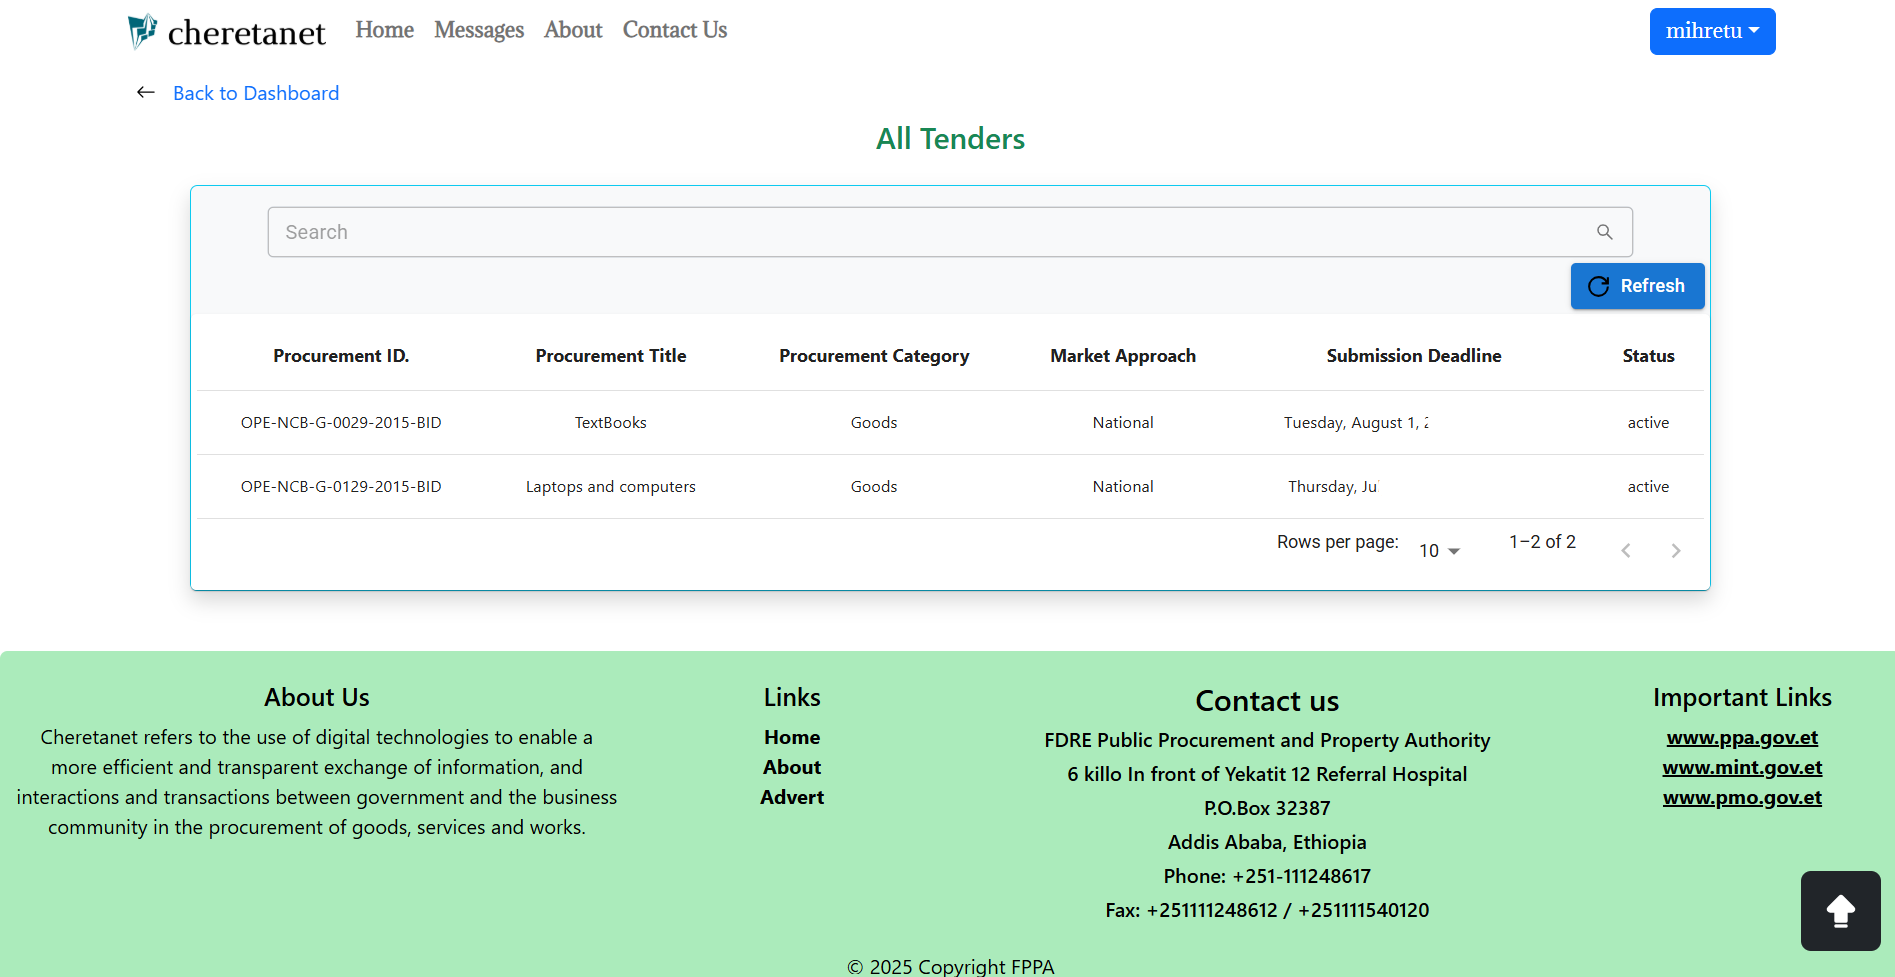 cheretanet
Home Messages About Contact Us
mihretu
Back to Dashboard
All Tenders
Search
Refresh
Procurement ID. Procurement Title Procurement Category Market Approach Submission Deadline Status
OPE-NCB-G-0029-2015-BID TextBooks Goods National Tuesday, August 1, active
OPE-NCB-G-0129-2015-BID Laptops and computers Goods National Thursday, active
Rows per page: 10 1–2 of 2
About Us
Cheretanet refers to the use of digital technologies to enable a
more efficient and transparent exchange of information, and
interactions and transactions between government and the business
community in the procurement of goods, services and works.
Links
Home
About
Advert
Contact us
FDRE Public Procurement and Property Authority
6 killo In front of Yekatit 12 Referral Hospital
P.O.Box 32387
Addis Ababa, Ethiopia
Phone: +251-111248617
Fax: +251111248612 / +251111540120
Important Links
www.ppa.gov.et
www.mint.gov.et
www.pmo.gov.et
© 2025 Copyright FPPA